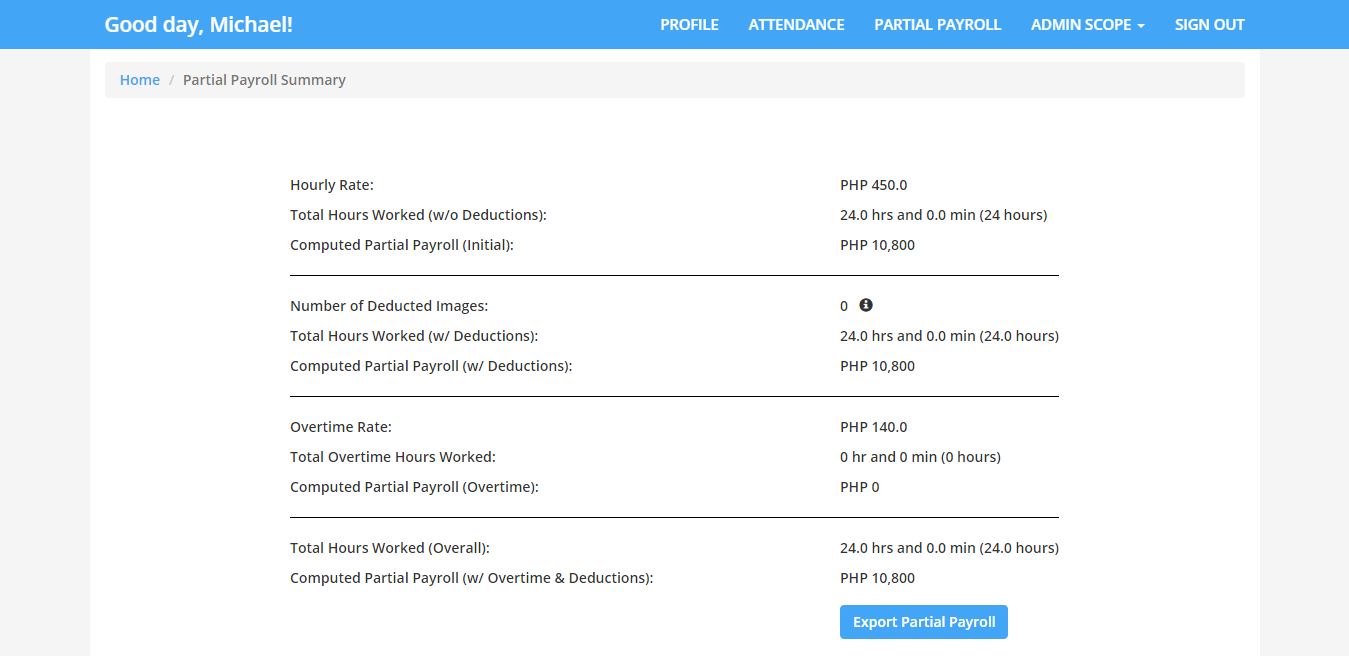 Good day, Michael! PROFILE ATTENDANCE PARTIAL PAYROLL ADMIN SCOPE SIGN OUT
Home / Partial Payroll Summary
Hourly Rate: PHP 450.0
Total Hours Worked (w/o Deductions): 24.0 hrs and 0.0 min (24 hours)
Computed Partial Payroll (Initial): PHP 10,800
Number of Deducted Images: 0
Total Hours Worked (w/ Deductions): 24.0 hrs and 0.0 min (24.0 hours)
Computed Partial Payroll (w/ Deductions): PHP 10,800
Overtime Rate: PHP 140.0
Total Overtime Hours Worked: 0 hr and 0 min (0 hours)
Computed Partial Payroll (Overtime): PHP 0
Total Hours Worked (Overall): 24.0 hrs and 0.0 min (24.0 hours)
Computed Partial Payroll (w/ Overtime & Deductions): PHP 10,800
Export Partial Payroll